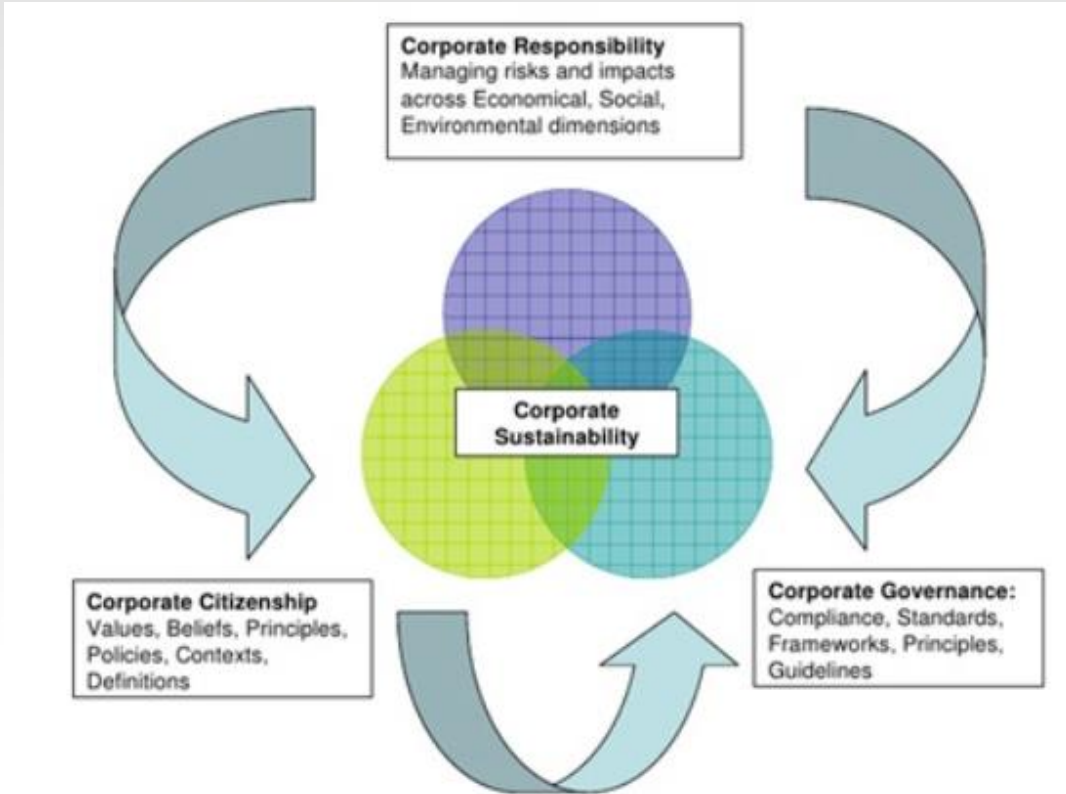 Corporate Responsibility
Managing risks and impacts
across Economical, Social,
Environmental dimensions
Corporate
Sustainability
Corporate Citizenship
Values, Beliefs, Principles,
Policies, Contexts,
Definitions
Corporate Governance:
Compliance, Standards,
Frameworks, Principles,
Guidelines